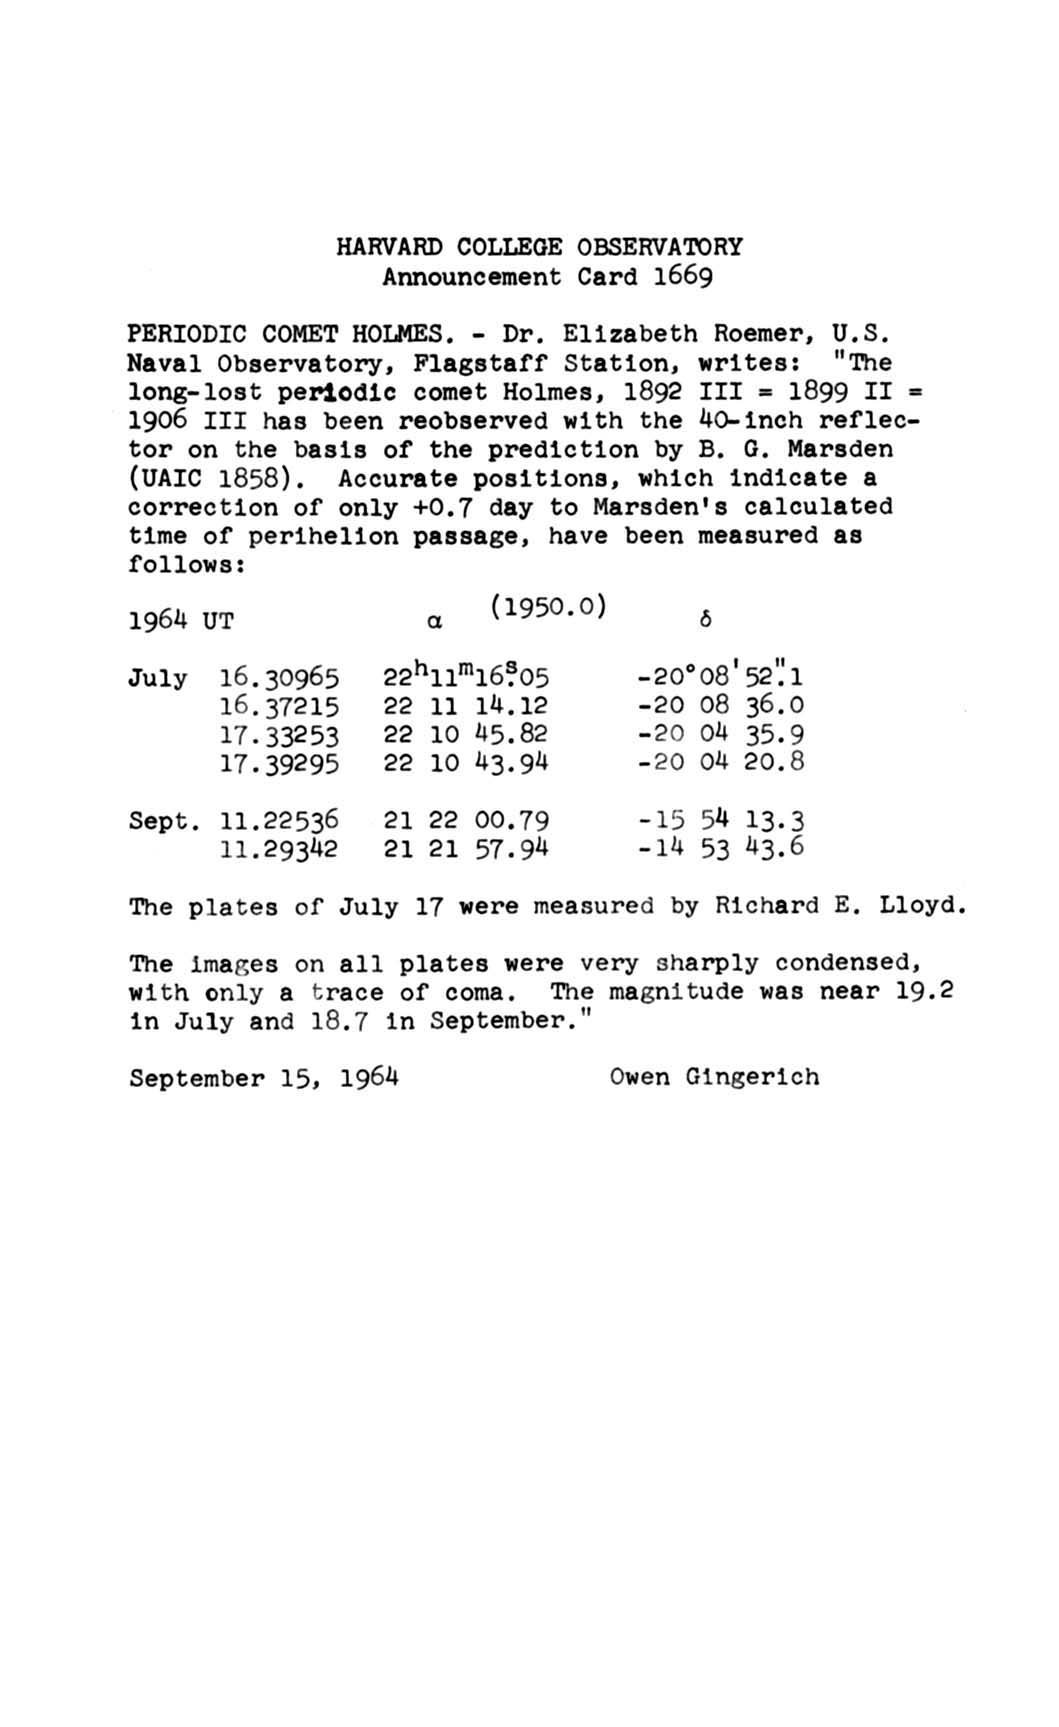 HARVARD COLLEGE OBSERVATORY
Announcement Card 1669
PERIODIC COMET HOLMES. - Dr. Elizabeth Roemer, U.S.
Naval Observatory, Flagstaff Station, writes: "The
long-lost periodic comet Holmes, 1892 III = 1899 II =
1906 III has been reobserved with the 40-inch reflec-
tor on the basis of the prediction by B. G. Marsden
(UAIC 1858). Accurate positions, which indicate a
correction of only +0.7 day to Marsden's calculated
time of perihelion passage, have been measured as
follows:
1964 UT α (1950.0) δ
July 16.30965 22ʰ11ᵐ16ˢ.05 -20°08'52".1
16.37215 22 11 14.12 -20 08 36.0
17.33253 22 10 45.82 -20 04 35.9
17.39295 22 10 43.94 -20 04 20.8
Sept. 11.22536 21 22 00.79 -15 54 13.3
11.29342 21 21 57.94 -14 53 43.6
The plates of July 17 were measured by Richard E. Lloyd.
The images on all plates were very sharply condensed,
with only a trace of coma. The magnitude was near 19.2
in July and 18.7 in September."
September 15, 1964 Owen Gingerich